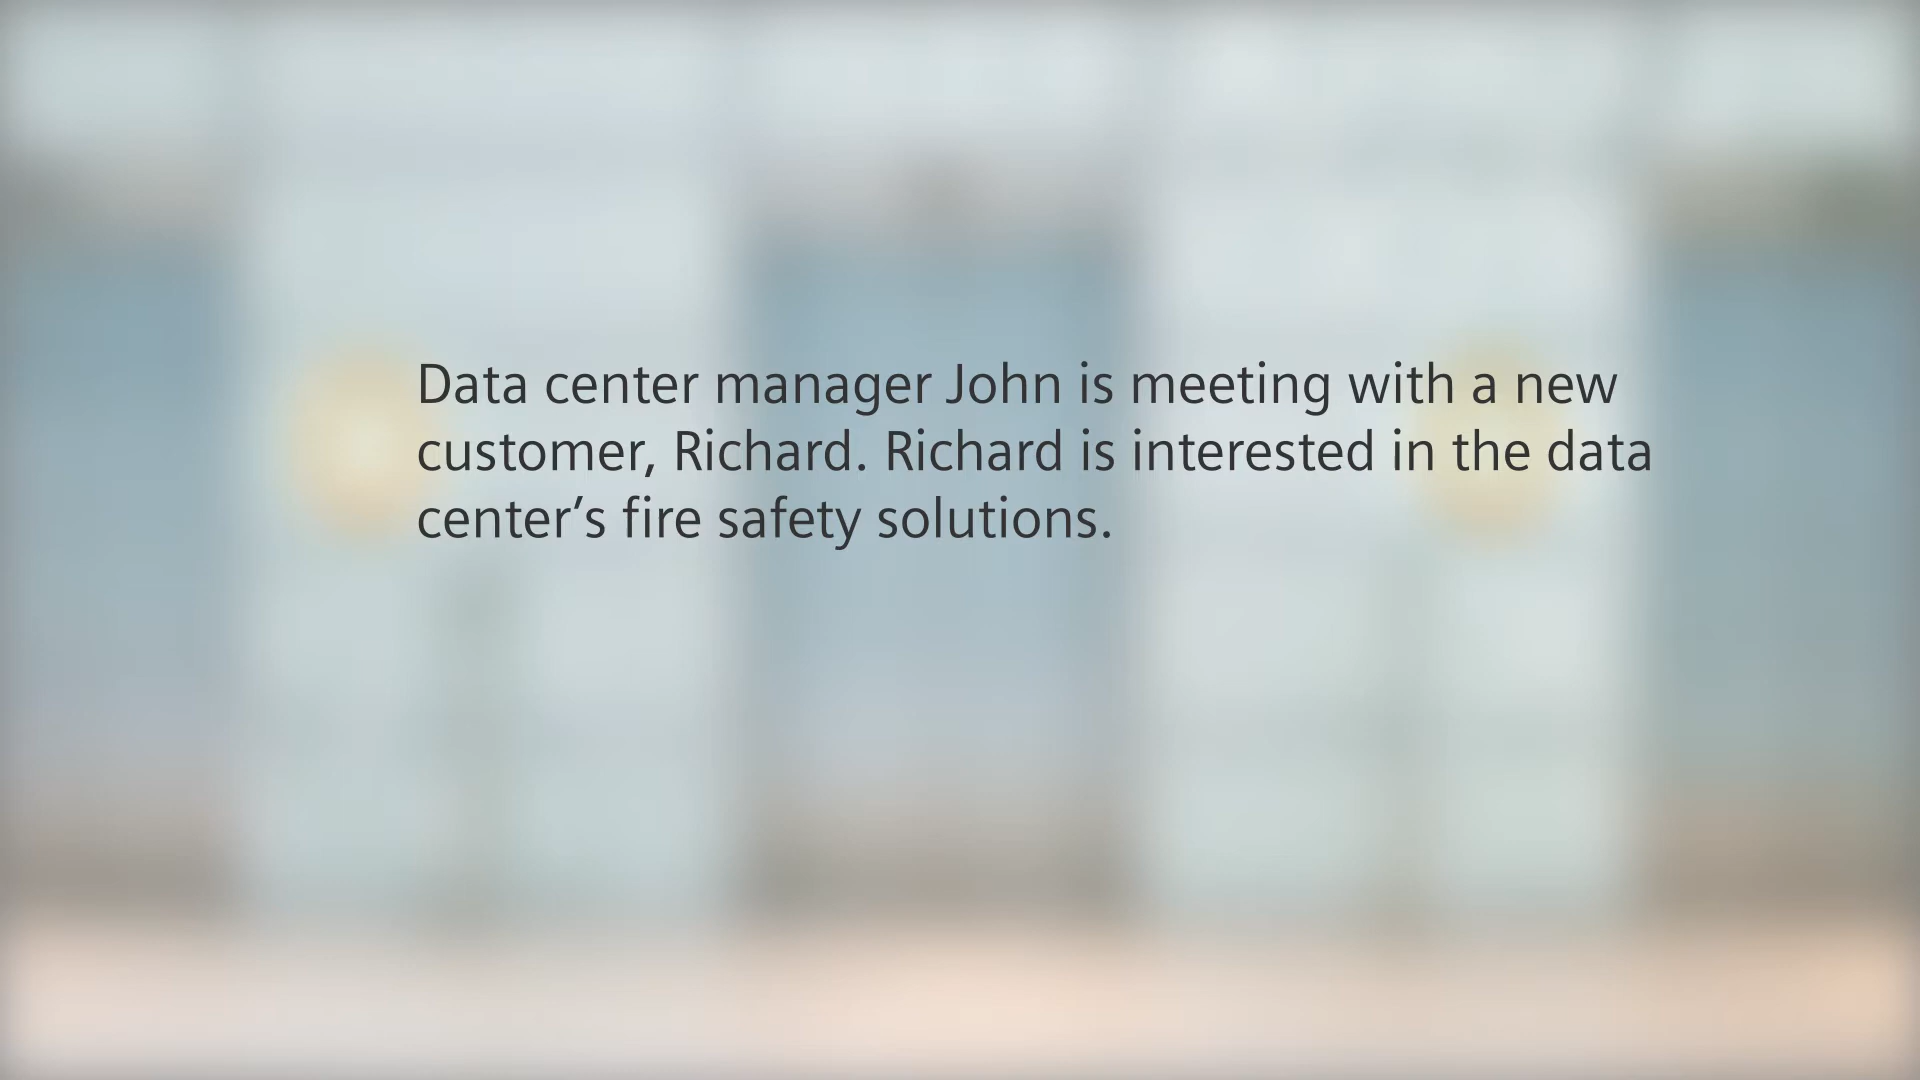 Data center manager John is meeting with a new
customer, Richard. Richard is interested in the data
center’s fire safety solutions.